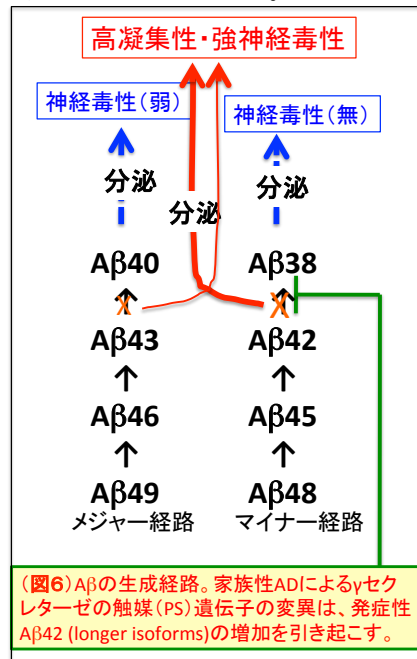 高凝集性・強神経毒性
神経毒性(弱)
神経毒性(無)
分泌
分泌
分泌
Aβ40
Aβ38
X
X
Aβ43
Aβ42
↑
↑
Aβ46
Aβ45
↑
↑
Aβ49
Aβ48
メジャー経路
マイナー経路
(図6)Aβの生成経路。家族性ADによるγセク
レターゼの触媒(PS)遺伝子の変異は、発症性
Aβ42 (longer isoforms)の増加を引き起こす。